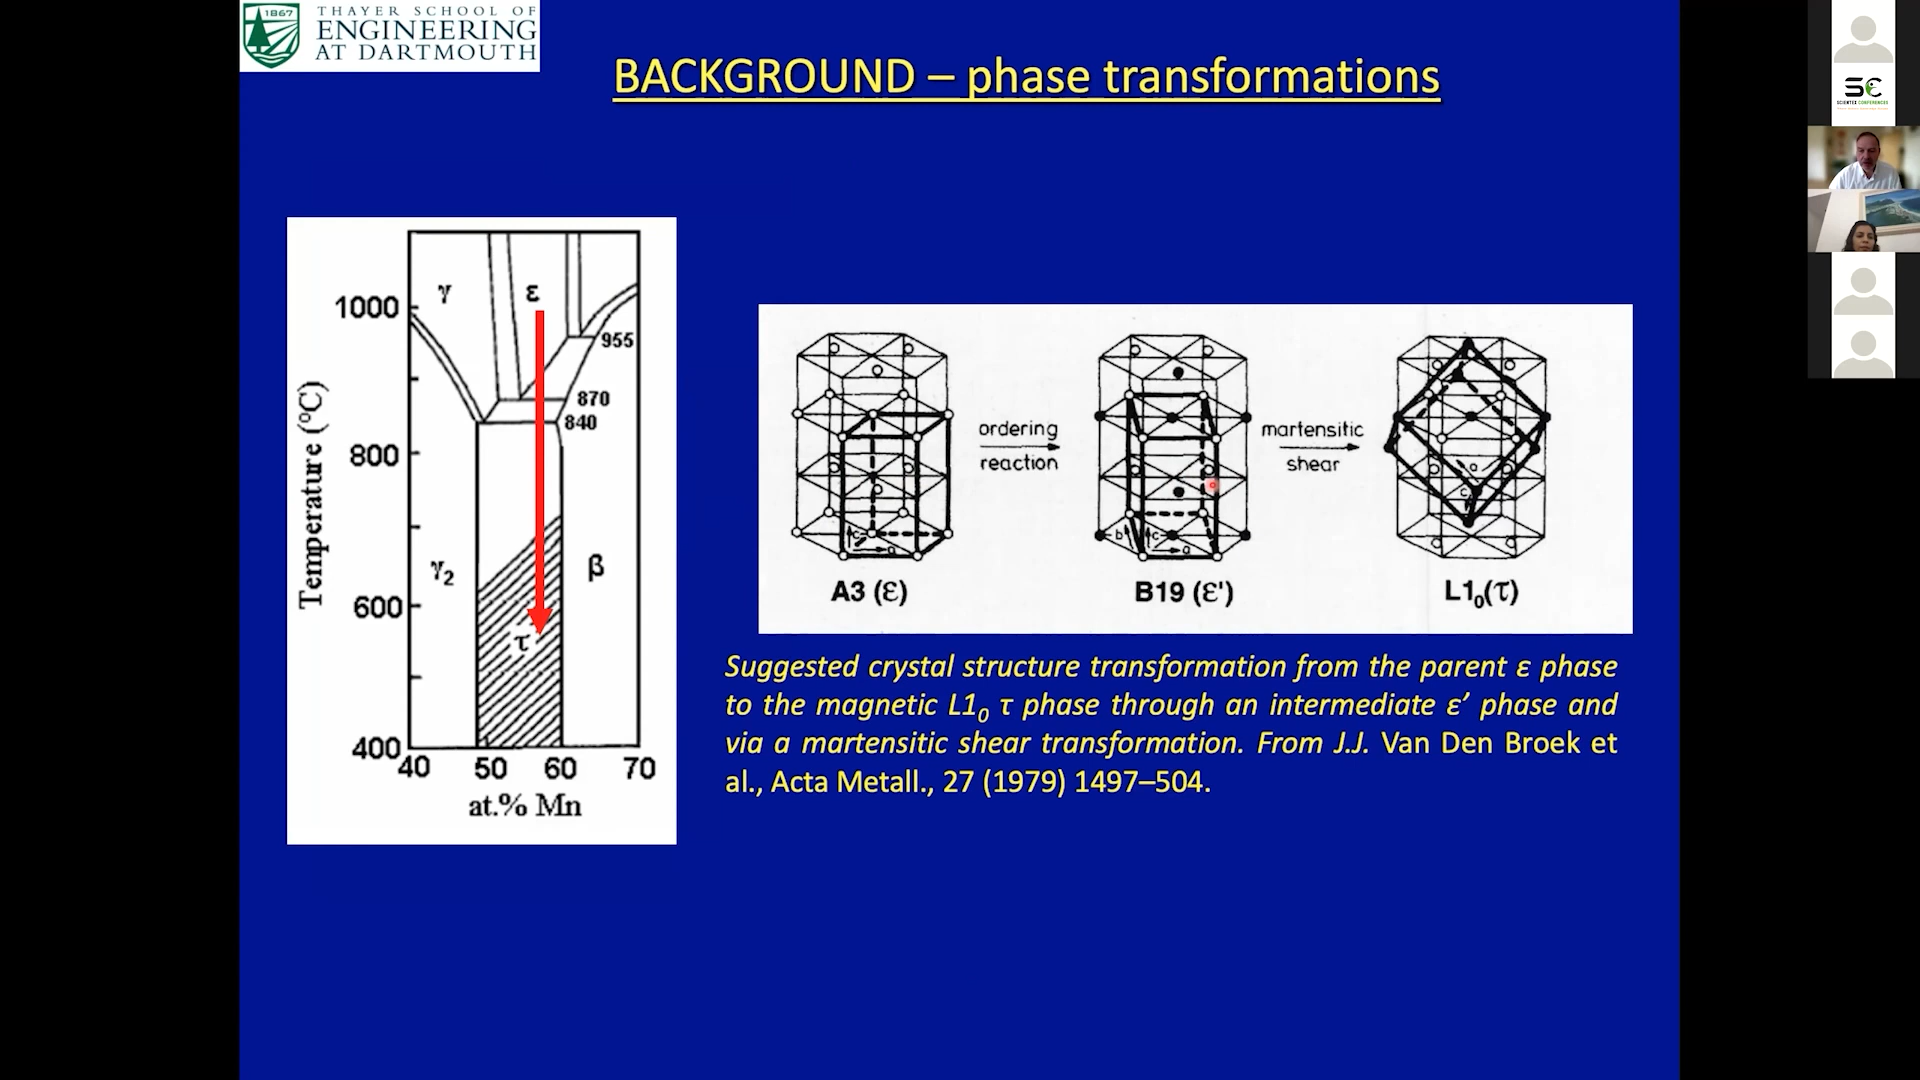 1867
THAYER SCHOOL OF
ENGINEERING
AT DARTMOUTH
BACKGROUND – phase transformations
SE
SCIENTEX CONFERENCES
Temperature (°C)
1000
800
600
400
γ
ε
955
870
840
γ₂
β
τ
40 50 60 70
at.% Mn
ordering
reaction
martensitic
shear
c a
b c a
a
c
A3 (ε)
B19 (ε')
L1₀(τ)
Suggested crystal structure transformation from the parent ε phase
to the magnetic L1₀ τ phase through an intermediate ε’ phase and
via a martensitic shear transformation. From J.J. Van Den Broek et
al., Acta Metall., 27 (1979) 1497–504.